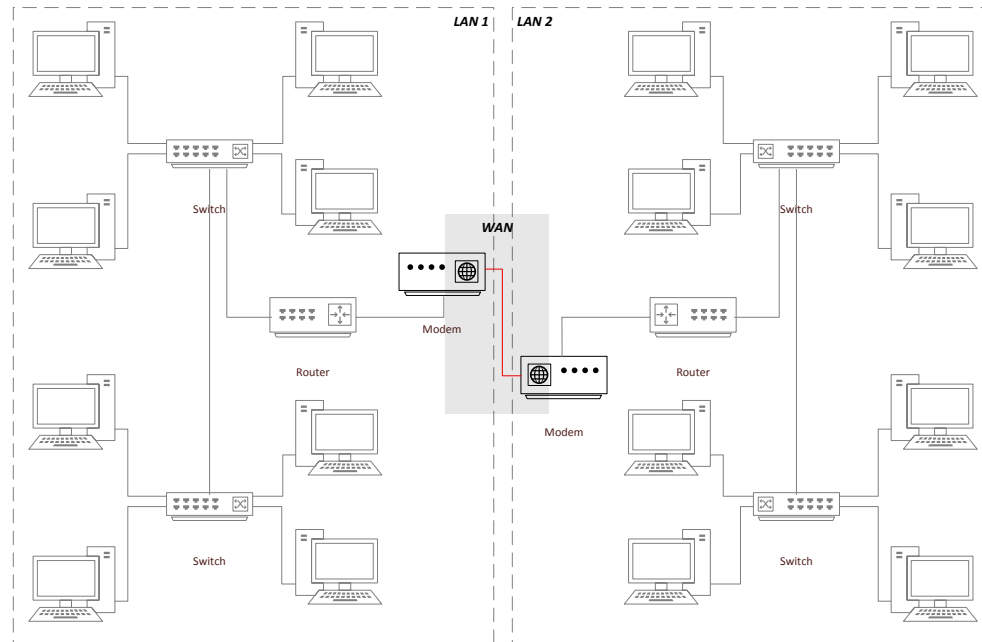 LAN 1
LAN 2
Switch
Switch
WAN
Modem
Router
Router
Modem
Switch
Switch